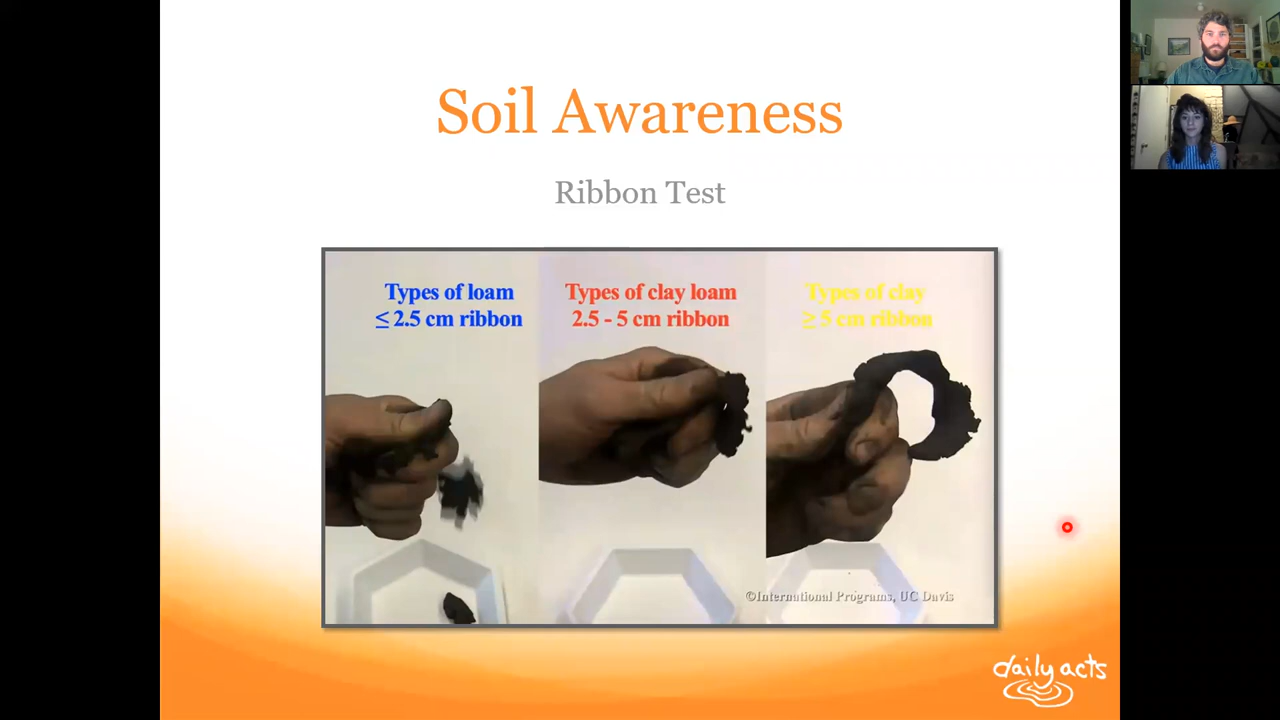 Soil Awareness
Ribbon Test
Types of loam
≤ 2.5 cm ribbon
Types of clay loam
2.5 - 5 cm ribbon
Types of clay
≥ 5 cm ribbon
©International Programs, UC Davis
daily acts